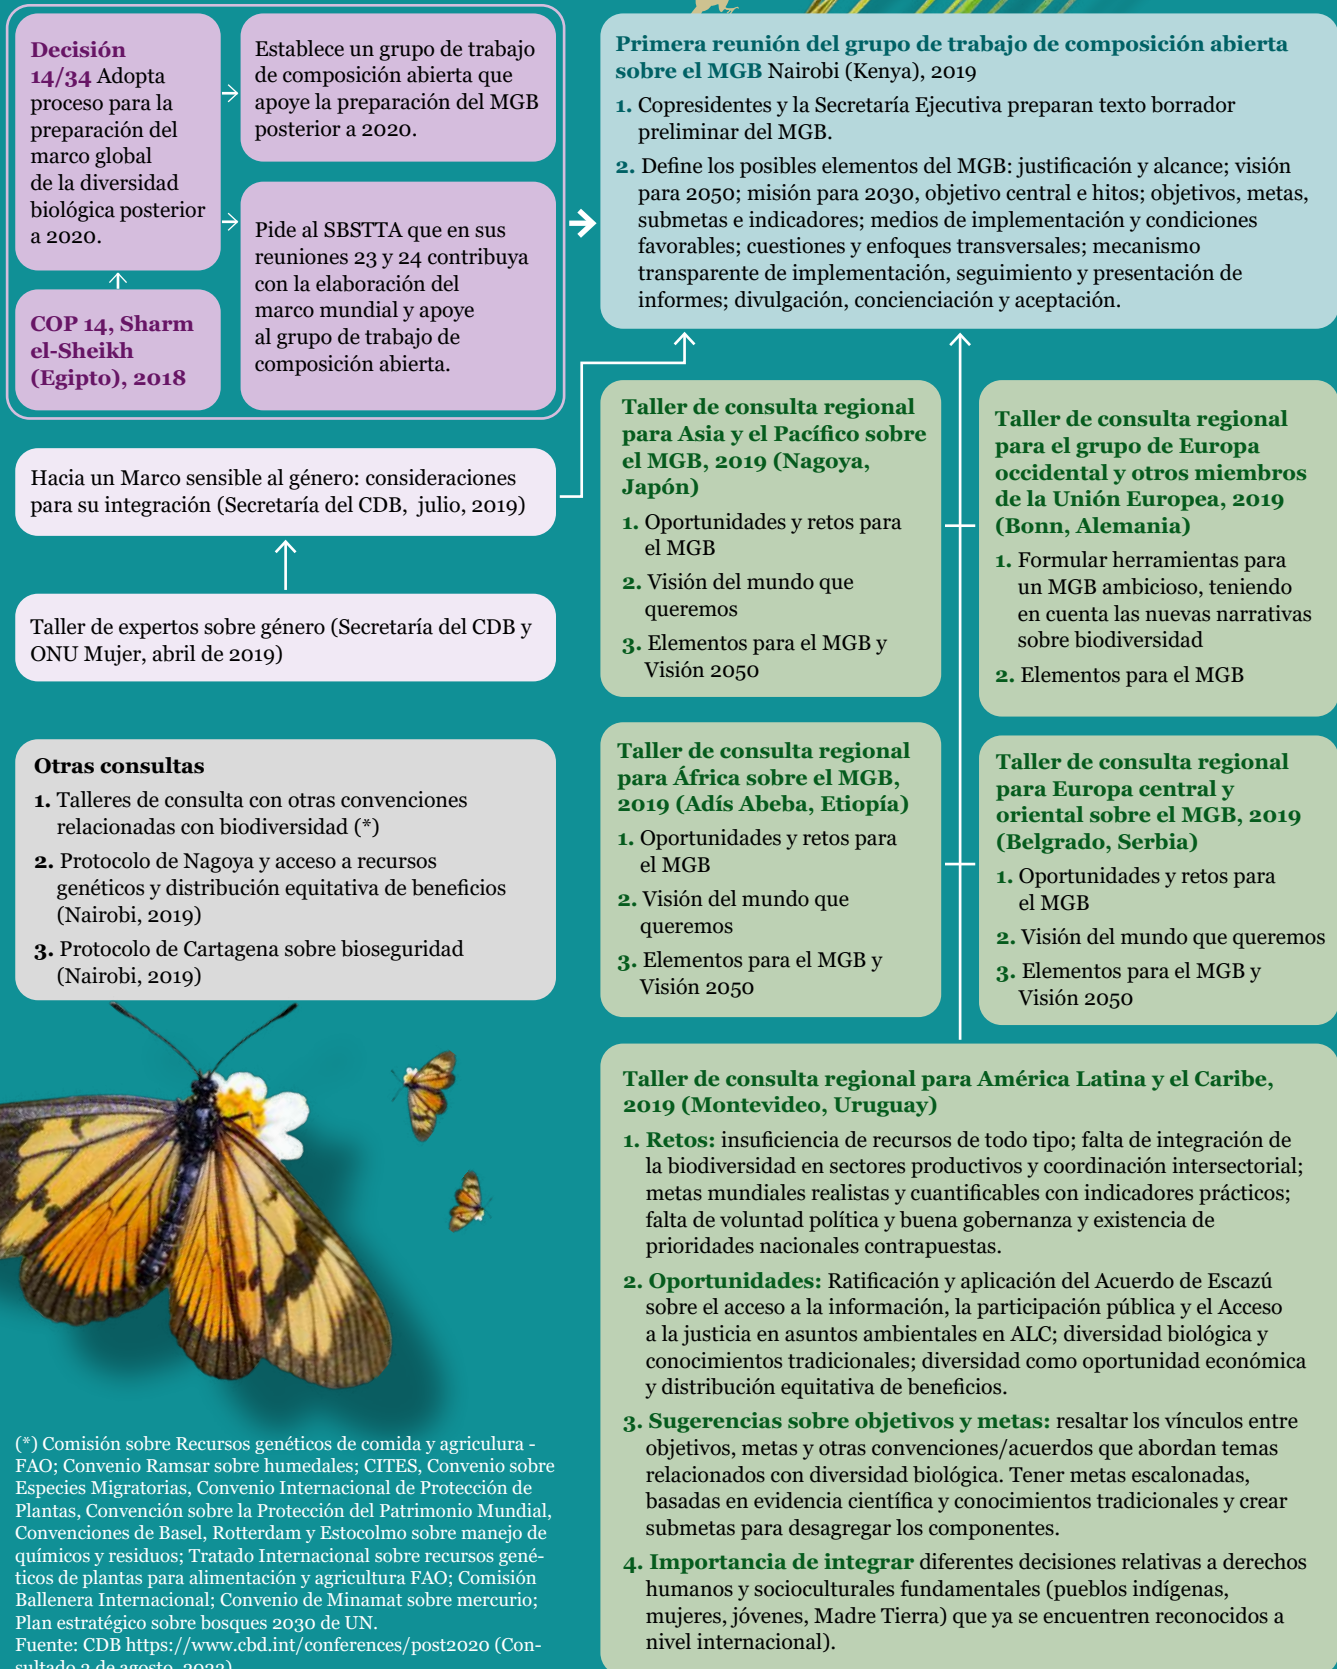 Decisión
14/34 Adopta
proceso para la
preparación del
marco global
de la diversidad
biológica posterior
a 2020.
COP 14, Sharm
el-Sheikh
(Egipto), 2018
Establece un grupo de trabajo
de composición abierta que
apoye la preparación del MGB
posterior a 2020.
Pide al SBSTTA que en sus
reuniones 23 y 24 contribuya
con la elaboración del
marco mundial y apoye
al grupo de trabajo de
composición abierta.
Primera reunión del grupo de trabajo de composición abierta
sobre el MGB Nairobi (Kenya), 2019
1. Copresidentes y la Secretaría Ejecutiva preparan texto borrador
preliminar del MGB.
2. Define los posibles elementos del MGB: justificación y alcance; visión
para 2050; misión para 2030, objetivo central e hitos; objetivos, metas,
submetas e indicadores; medios de implementación y condiciones
favorables; cuestiones y enfoques transversales; mecanismo
transparente de implementación, seguimiento y presentación de
informes; divulgación, concienciación y aceptación.
Hacia un Marco sensible al género: consideraciones
para su integración (Secretaría del CDB, julio, 2019)
Taller de expertos sobre género (Secretaría del CDB y
ONU Mujer, abril de 2019)
Otras consultas
1. Talleres de consulta con otras convenciones
relacionadas con biodiversidad (*)
2. Protocolo de Nagoya y acceso a recursos
genéticos y distribución equitativa de beneficios
(Nairobi, 2019)
3. Protocolo de Cartagena sobre bioseguridad
(Nairobi, 2019)
Taller de consulta regional
para Asia y el Pacífico sobre
el MGB, 2019 (Nagoya,
Japón)
1. Oportunidades y retos para
el MGB
2. Visión del mundo que
queremos
3. Elementos para el MGB y
Visión 2050
Taller de consulta regional
para el grupo de Europa
occidental y otros miembros
de la Unión Europea, 2019
(Bonn, Alemania)
1. Formular herramientas para
un MGB ambicioso, teniendo
en cuenta las nuevas narrativas
sobre biodiversidad
2. Elementos para el MGB
Taller de consulta regional
para África sobre el MGB,
2019 (Adís Abeba, Etiopía)
1. Oportunidades y retos para
el MGB
2. Visión del mundo que
queremos
3. Elementos para el MGB y
Visión 2050
Taller de consulta regional
para Europa central y
oriental sobre el MGB, 2019
(Belgrado, Serbia)
1. Oportunidades y retos para
el MGB
2. Visión del mundo que queremos
3. Elementos para el MGB y
Visión 2050
Taller de consulta regional para América Latina y el Caribe,
2019 (Montevideo, Uruguay)
1. Retos: insuficiencia de recursos de todo tipo; falta de integración de
la biodiversidad en sectores productivos y coordinación intersectorial;
metas mundiales realistas y cuantificables con indicadores prácticos;
falta de voluntad política y buena gobernanza y existencia de
prioridades nacionales contrapuestas.
2. Oportunidades: Ratificación y aplicación del Acuerdo de Escazú
sobre el acceso a la información, la participación pública y el Acceso
a la justicia en asuntos ambientales en ALC; diversidad biológica y
conocimientos tradicionales; diversidad como oportunidad económica
y distribución equitativa de beneficios.
3. Sugerencias sobre objetivos y metas: resaltar los vínculos entre
objetivos, metas y otras convenciones/acuerdos que abordan temas
relacionados con diversidad biológica. Tener metas escalonadas,
basadas en evidencia científica y conocimientos tradicionales y crear
submetas para desagregar los componentes.
4. Importancia de integrar diferentes decisiones relativas a derechos
humanos y socioculturales fundamentales (pueblos indígenas,
mujeres, jóvenes, Madre Tierra) que ya se encuentren reconocidos a
nivel internacional).
(*) Comisión sobre Recursos genéticos de comida y agriculura -
FAO; Convenio Ramsar sobre humedales; CITES, Convenio sobre
Especies Migratorias, Convenio Internacional de Protección de
Plantas, Convención sobre la Protección del Patrimonio Mundial,
Convenciones de Basel, Rotterdam y Estocolmo sobre manejo de
químicos y residuos; Tratado Internacional sobre recursos gené-
ticos de plantas para alimentación y agricultura FAO; Comisión
Ballenera Internacional; Convenio de Minamat sobre mercurio;
Plan estratégico sobre bosques 2030 de UN.
Fuente: CDB https://www.cbd.int/conferences/post2020 (Con-
sultado 2 de agosto, 2022)